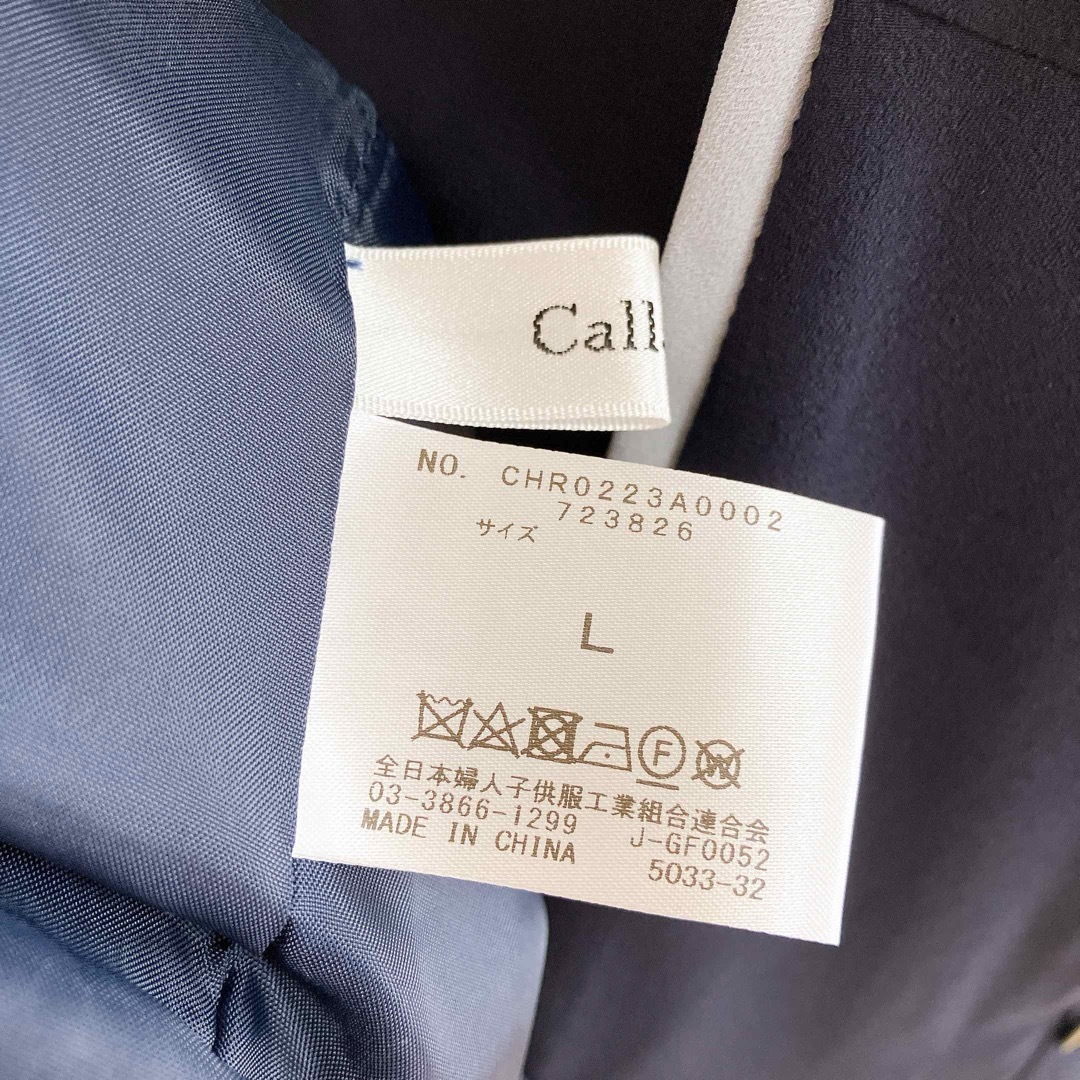 Call
NO. CHR0223A0002
723826
サイズ
L
F
W
全日本婦人子供服工業組合連合会
03-3866-1299 J-GF0052
MADE IN CHINA 5033-32